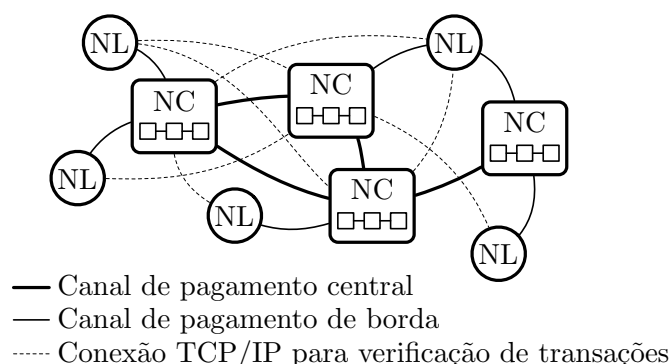 NL
NL
NC
NC
NC
NL
NC
NL
NL
Canal de pagamento central
Canal de pagamento de borda
Conexão TCP/IP para verificação de transações